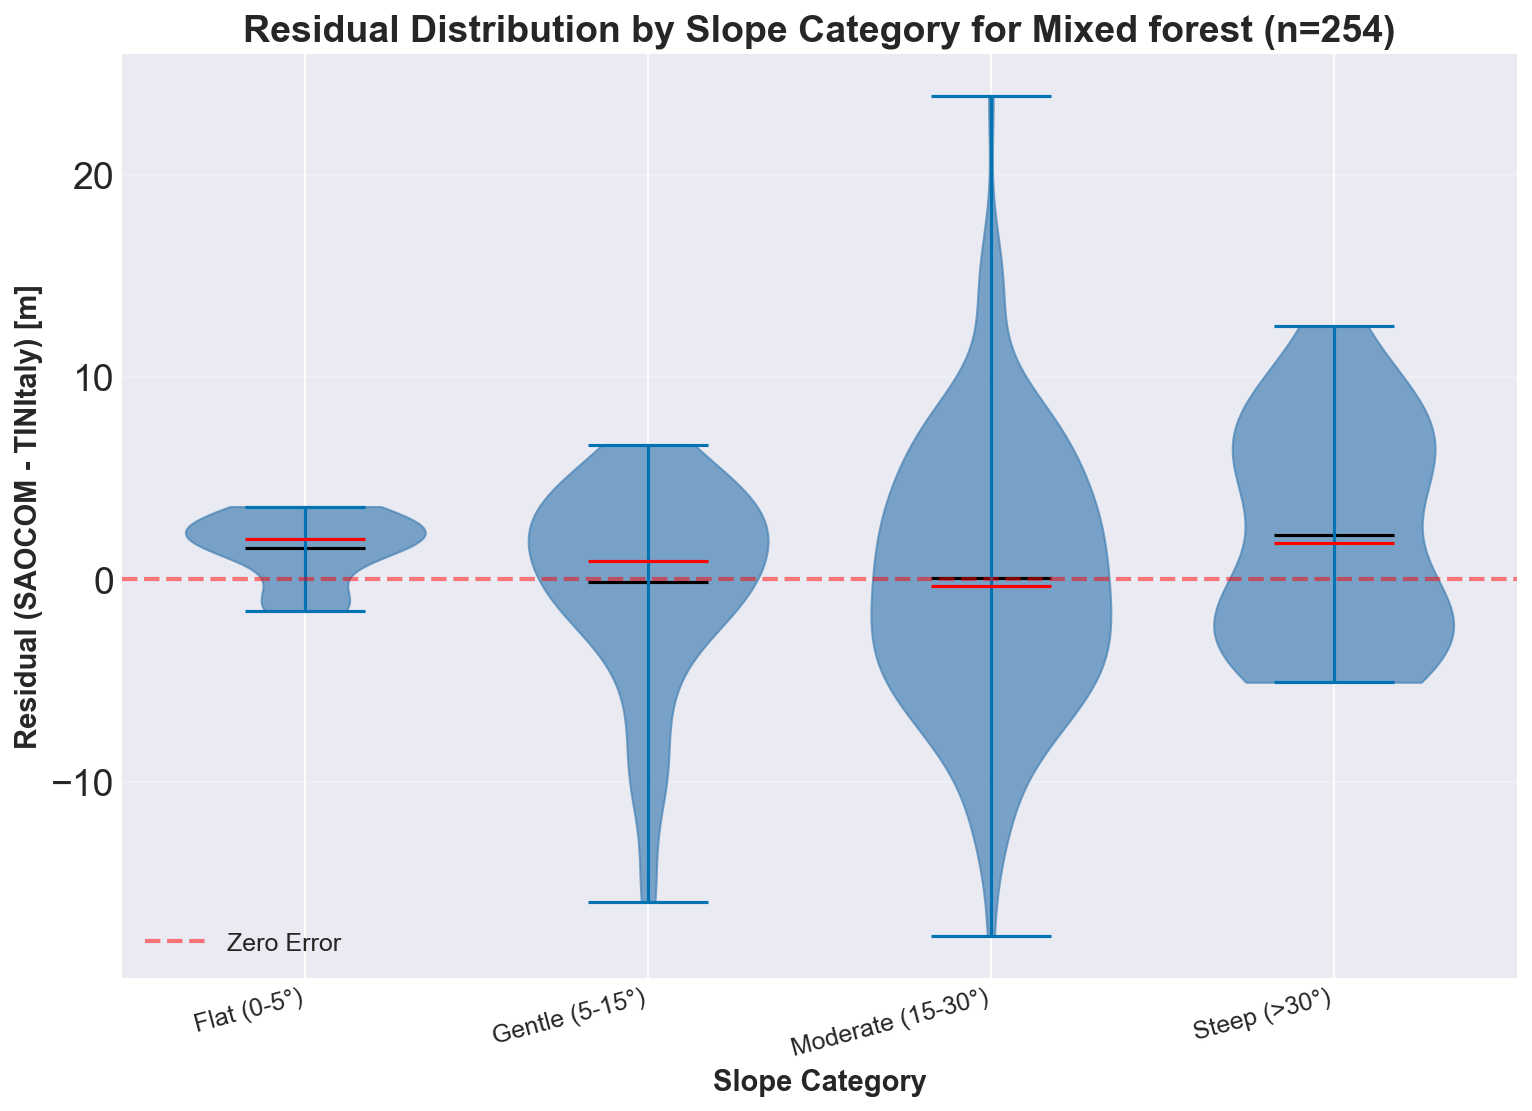 Residual Distribution by Slope Category for Mixed forest (n=254)
Residual (SAOCOM - TINItaly) [m]
20
10
0
−10
Zero Error
Flat (0-5°)
Gentle (5-15°)
Moderate (15-30°)
Steep (>30°)
Slope Category